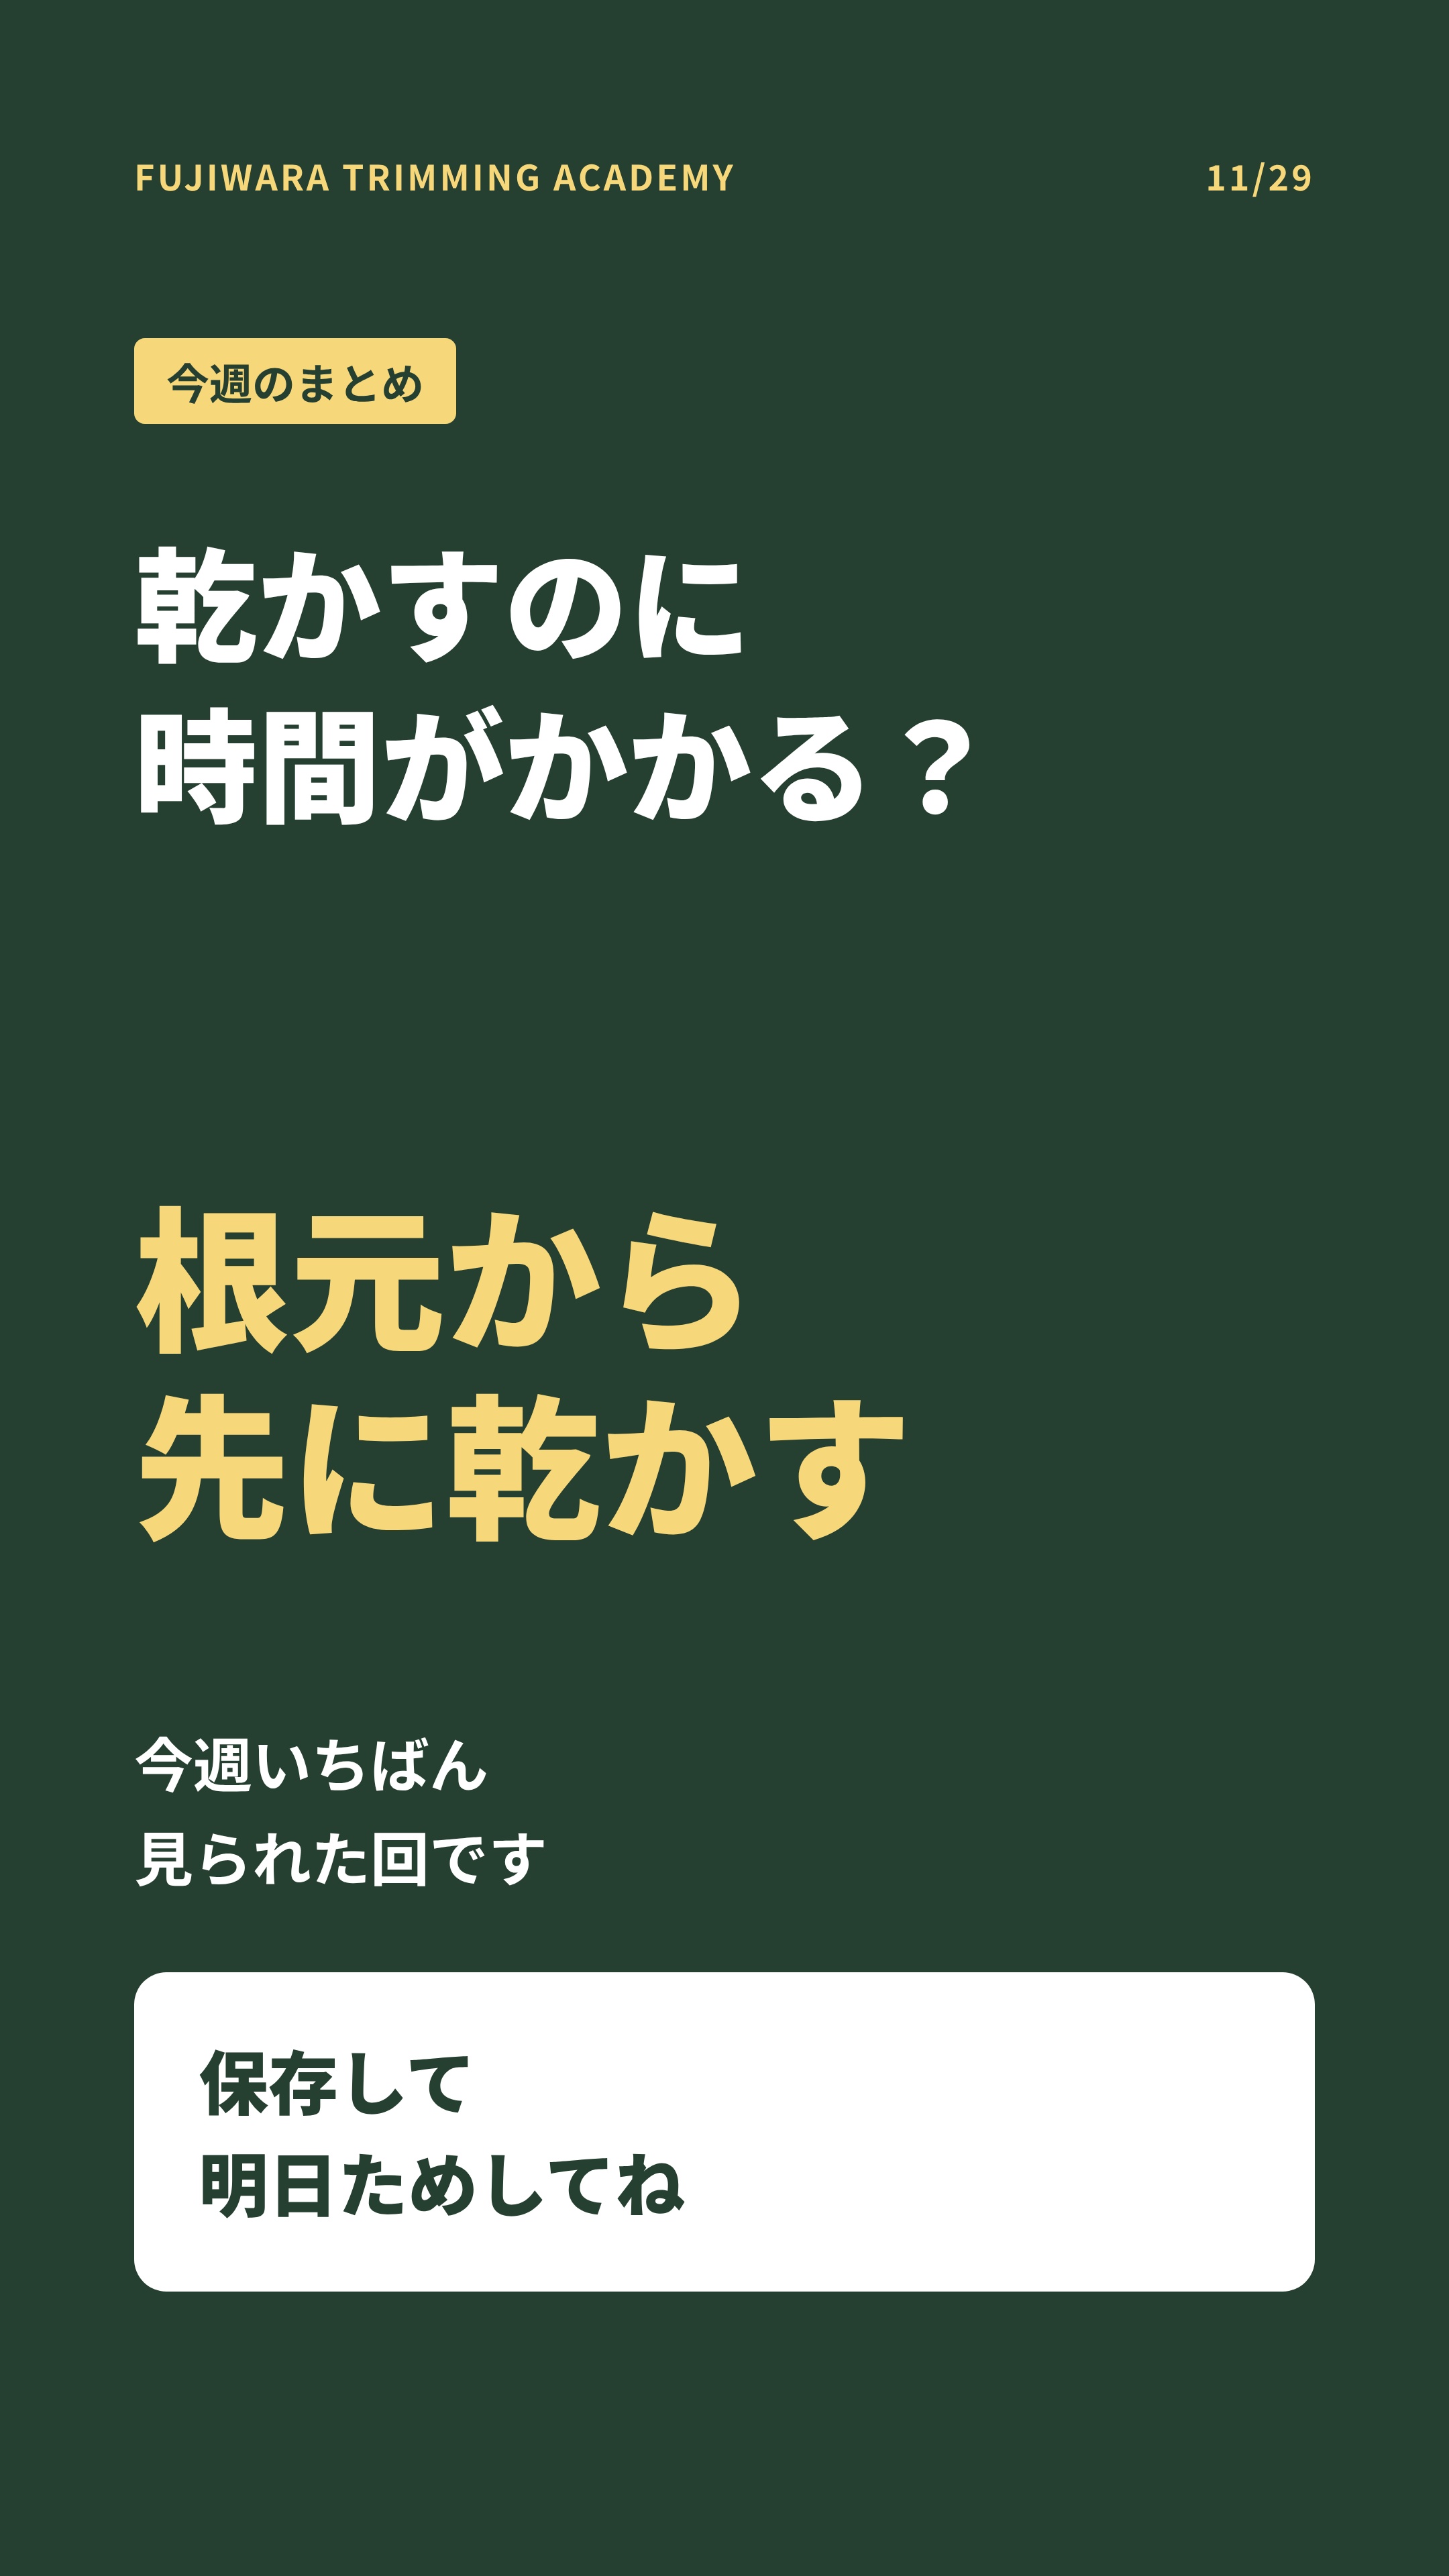 FUJIWARA TRIMMING ACADEMY
11/29
今週のまとめ
乾かすのに
時間がかかる？
根元から
先に乾かす
今週いちばん
見られた回です
保存して
明日ためしてね